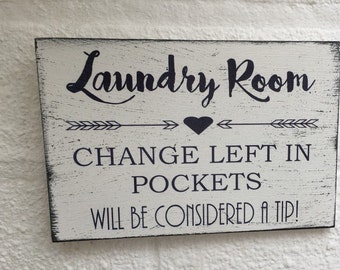 Laundry Room
CHANGE LEFT IN
POCKETS
WILL BE CONSIDERED A TIP!